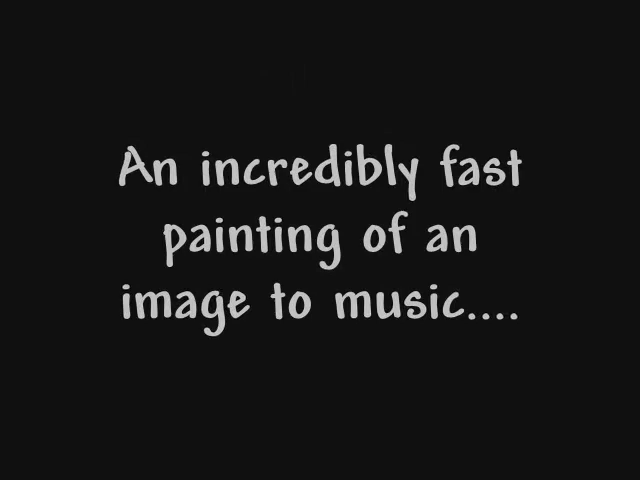 An incredibly fast
painting of an
image to music....